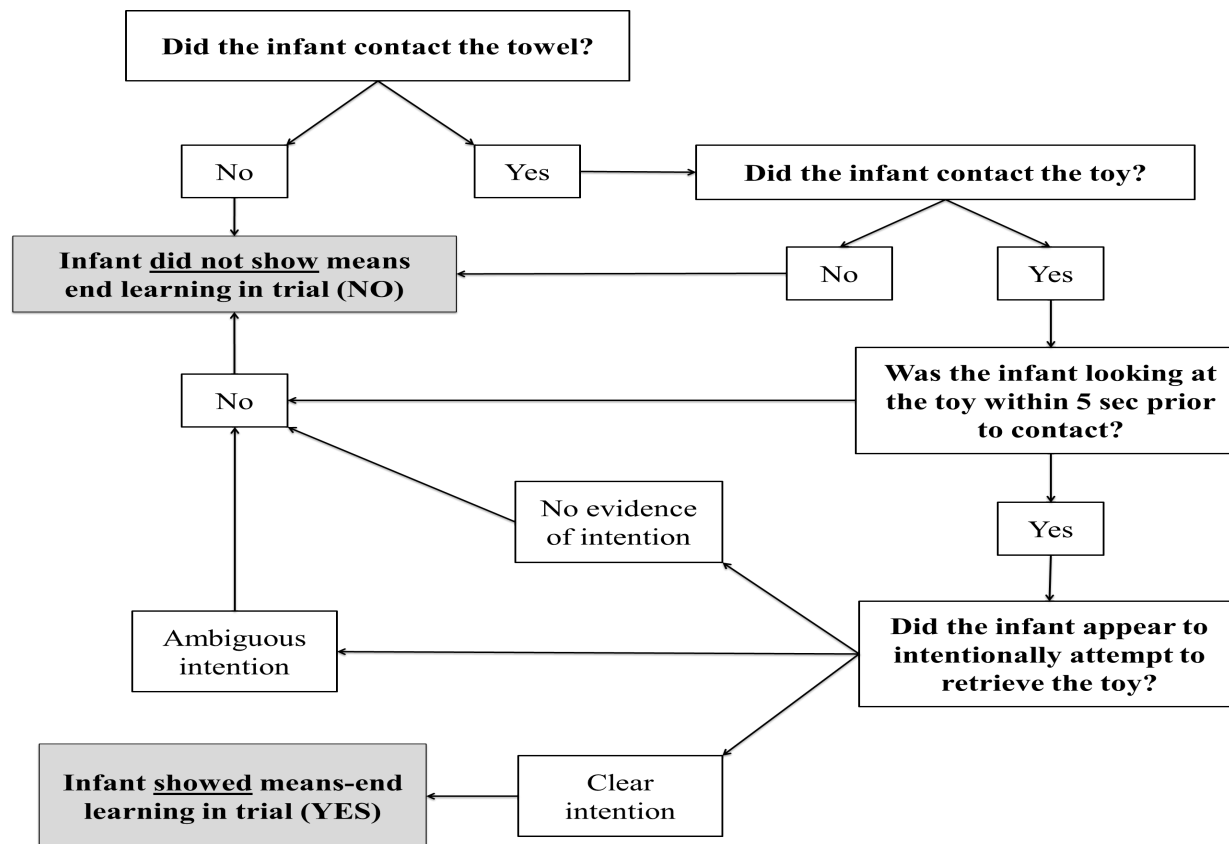 Did the infant contact the towel?
No
Yes
Did the infant contact the toy?
Infant did not show means
end learning in trial (NO)
No
Yes
No
Was the infant looking at
the toy within 5 sec prior
to contact?
No evidence
of intention
Yes
Ambiguous
intention
Did the infant appear to
intentionally attempt to
retrieve the toy?
Infant showed means-end
learning in trial (YES)
Clear
intention